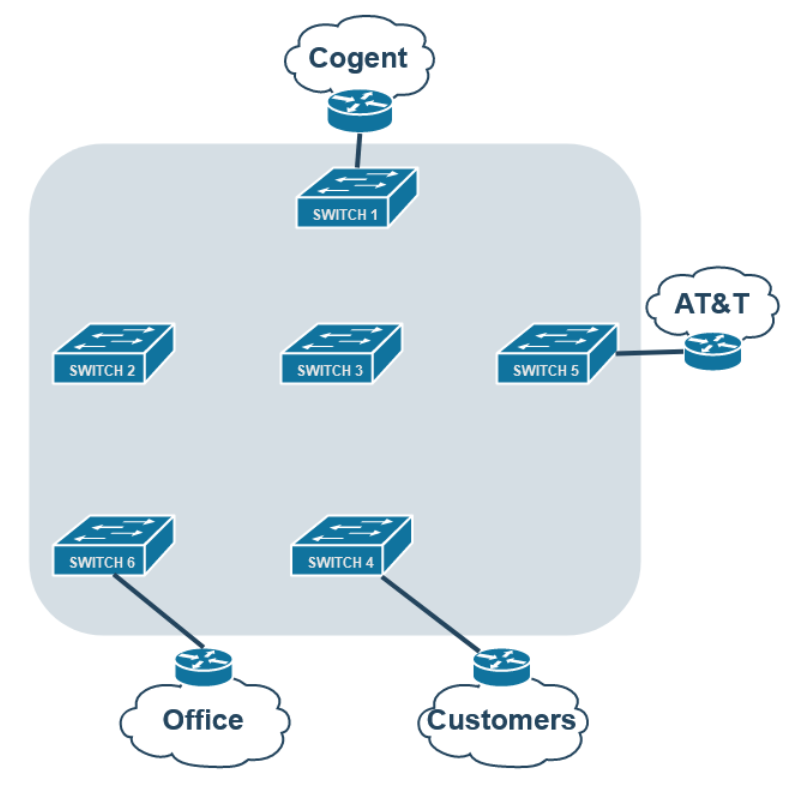 Cogent
SWITCH 1
AT&T
SWITCH 2
SWITCH 3
SWITCH 5
SWITCH 6
SWITCH 4
Office
Customers